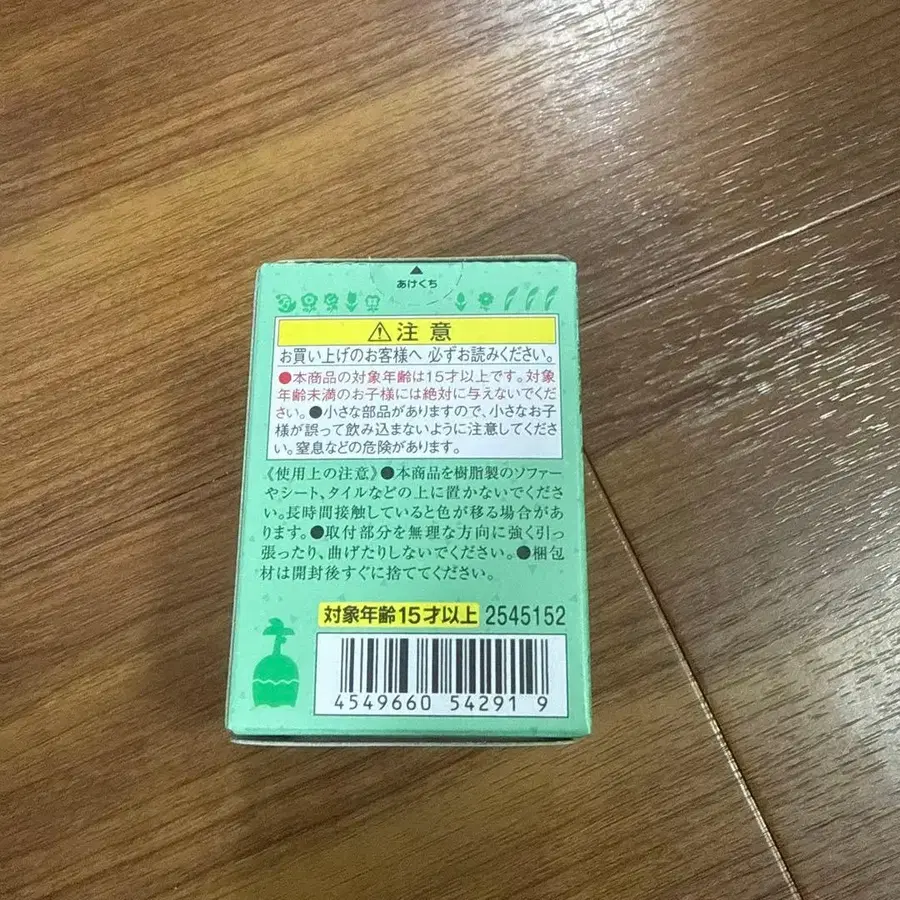 ▲
あけくち
⚠注意
お買い上げのお客様へ 必ずお読みください。
●本商品の対象年齢は15才以上です。対象
年齢未満のお子様には絶対に与えないでくだ
さい。●小さな部品がありますので、小さなお子
様が誤って飲み込まないように注意してくださ
い。窒息などの危険があります。
《使用上の注意》●本商品を樹脂製のソファー
やシート、タイルなどの上に置かないでくださ
い。長時間接触していると色が移る場合があ
ります。●取付部分を無理な方向に強く引っ
張ったり、曲げたりしないでください。●梱包
材は開封後すぐに捨ててください。
対象年齢15才以上 2545152
4549660 54291 9